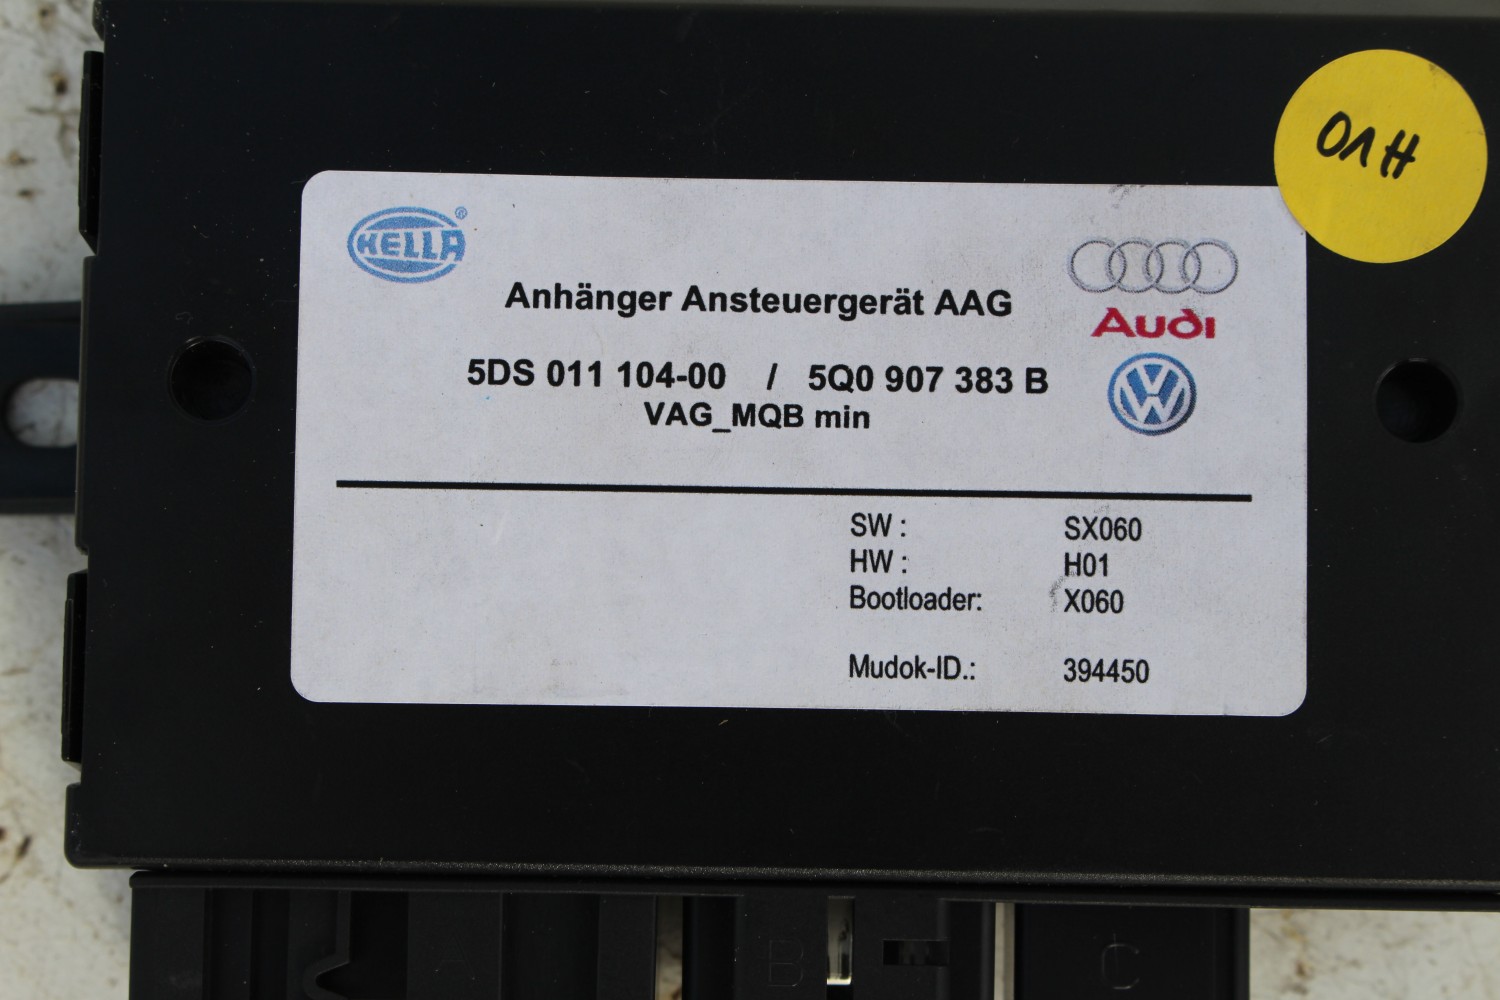 01H
HELLA®
Anhänger Ansteuergerät AAG
Audi
5DS 011 104-00 / 5Q0 907 383 B
VAG_MQB min
VW
SW : SX060
HW : H01
Bootloader: X060
Mudok-ID.: 394450
A B C